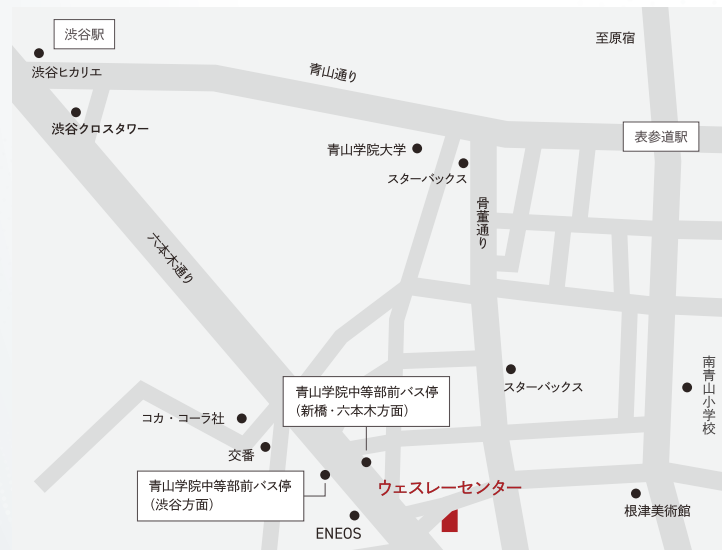 渋谷駅
至原宿
渋谷ヒカリエ
青山通り
渋谷クロスタワー
表参道駅
青山学院大学
スターバックス
骨董通り
六本木通り
スターバックス
南青山小学校
青山学院中等部前バス停
(新橋・六本木方面)
コカ・コーラ社
交番
青山学院中等部前バス停
(渋谷方面)
ウェスレーセンター
根津美術館
ENEOS